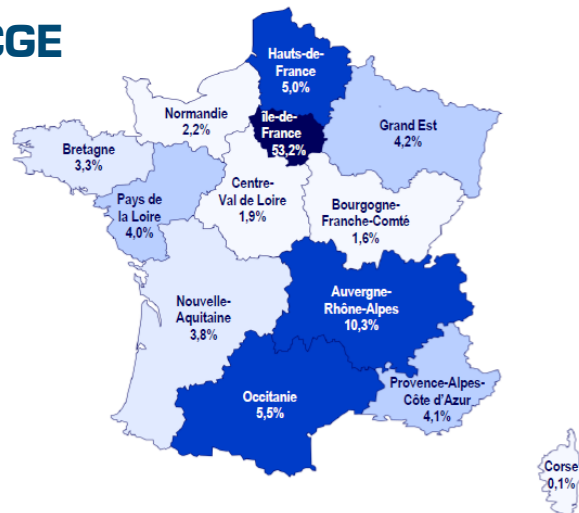 CGE
Hauts-de-
France
5,0%
Normandie
2,2%
île-de-
France
53,2%
Grand Est
4,2%
Bretagne
3,3%
Pays de
la Loire
4,0%
Centre-
Val de Loire
1,9%
Bourgogne-
Franche-Comté
1,6%
Nouvelle-
Aquitaine
3,8%
Auvergne-
Rhône-Alpes
10,3%
Occitanie
5,5%
Provence-Alpes-
Côte d'Azur
4,1%
Corse
0,1%